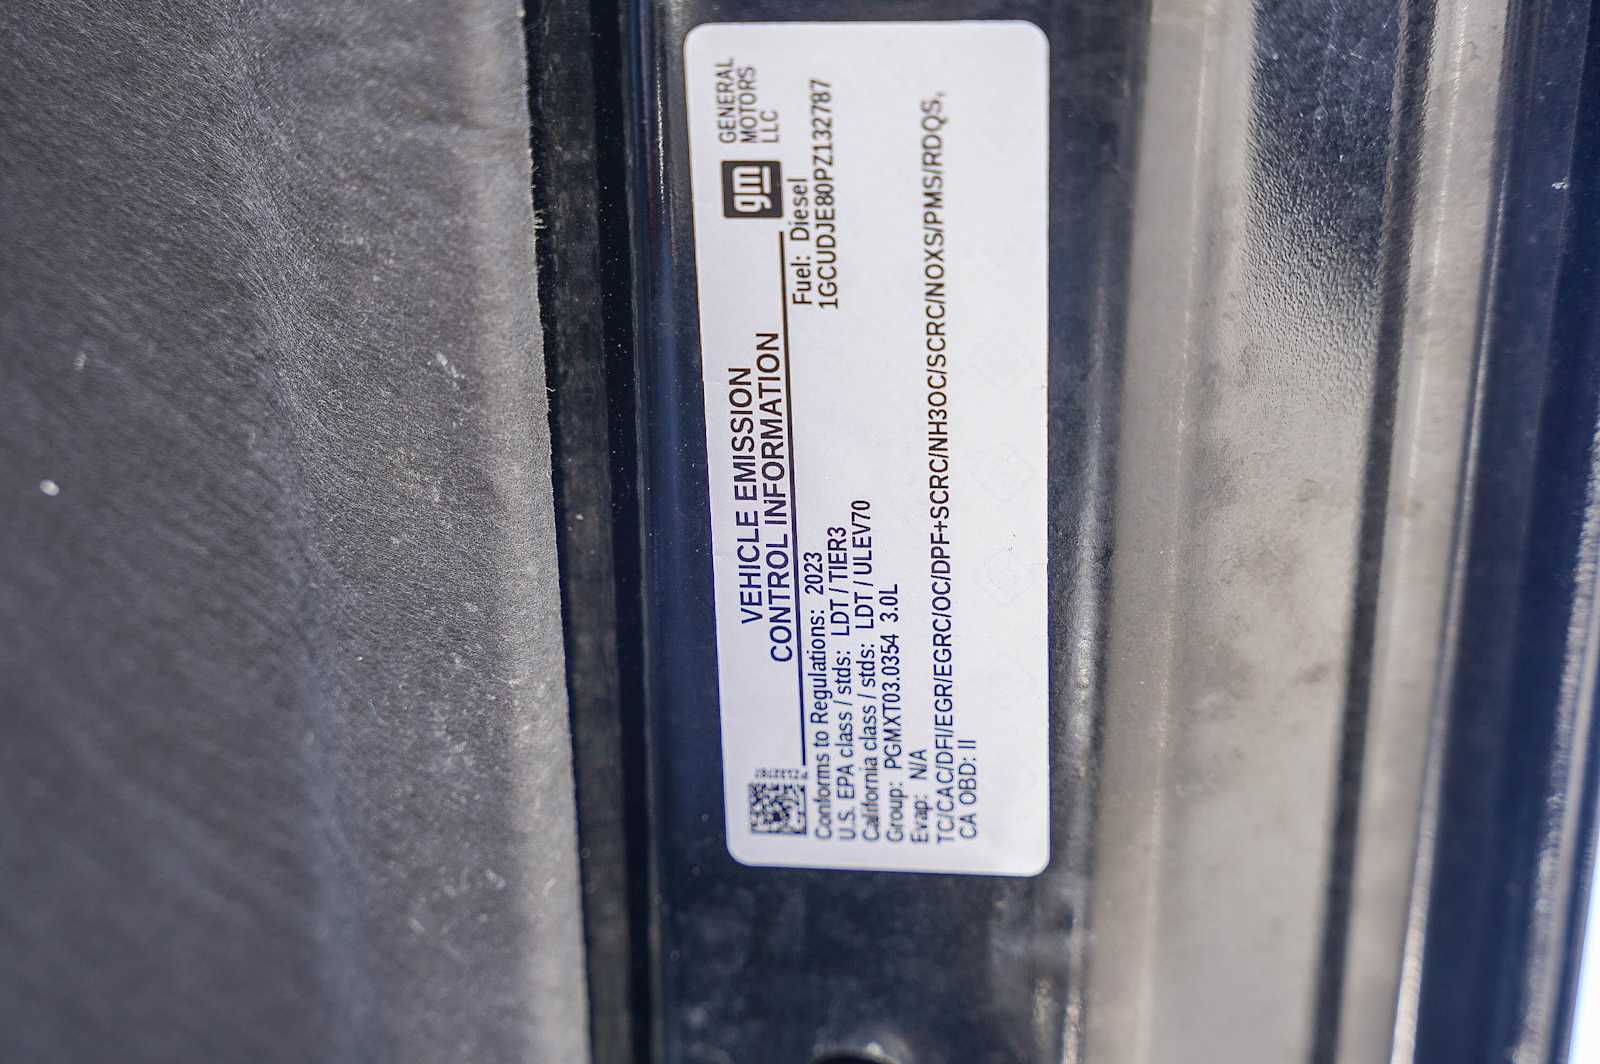 VEHICLE EMISSION
CONTROL INFORMATION
gm
GENERAL
MOTORS
LLC
Conforms to Regulations: 2023
U.S. EPA class / stds: LDT / TIER3
California class / stds: LDT / ULEV70
Group: PGMXT03.0354 3.0L
Evap: N/A
Fuel: Diesel
1GCUDJE80PZ132787
TC/CAC/DFI/EGR/EGRC/OC/DPF+SCRC/NH3OC/SCRC/NOXS/PMS/RDQS,
CA OBD: II